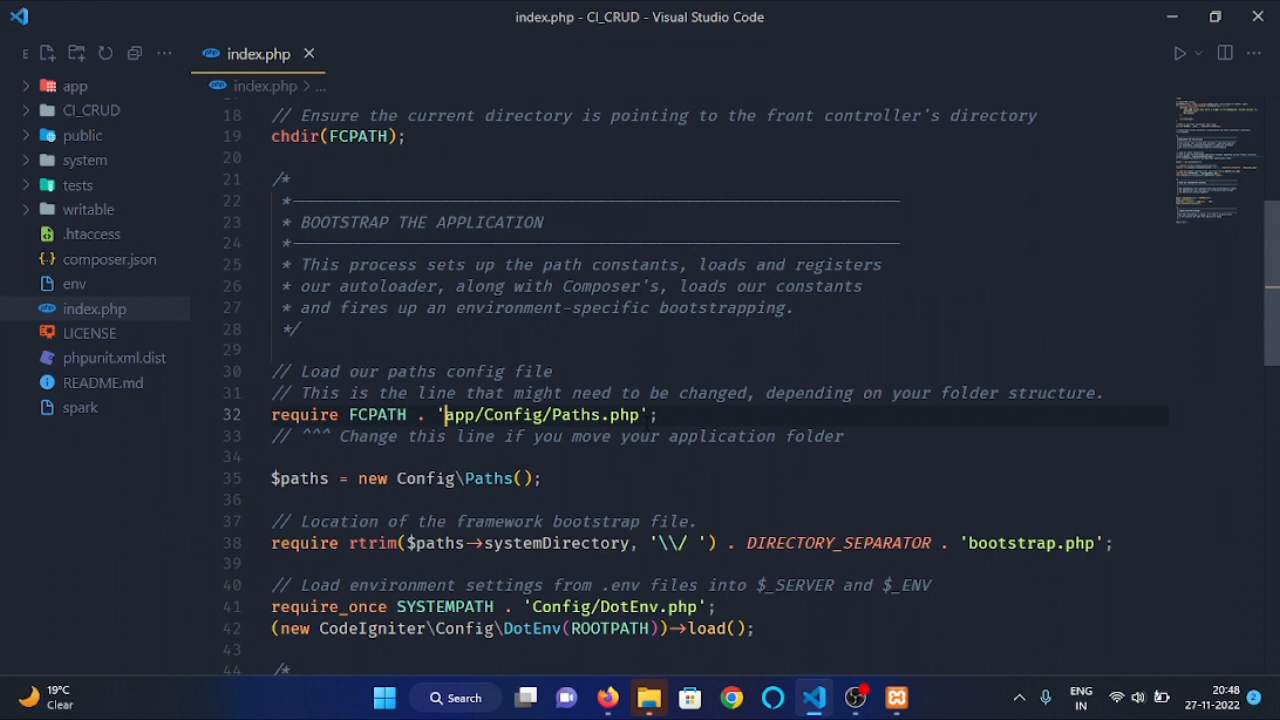 index.php - CI_CRUD - Visual Studio Code
E
index.php
index.php > ...
app
CI_CRUD
public
system
tests
writable
.htaccess
composer.json
env
index.php
LICENSE
phpunit.xml.dist
README.md
spark
18 // Ensure the current directory is pointing to the front controller's directory
19 chdir(FCPATH);
20
21 /*
22 *---------------------------------------------------------------
23 * BOOTSTRAP THE APPLICATION
24 *---------------------------------------------------------------
25 * This process sets up the path constants, loads and registers
26 * our autoloader, along with Composer's, loads our constants
27 * and fires up an environment-specific bootstrapping.
28 */
29
30 // Load our paths config file
31 // This is the line that might need to be changed, depending on your folder structure.
32 require FCPATH . 'app/Config/Paths.php';
33 // ^^^ Change this line if you move your application folder
34
35 $paths = new Config\Paths();
36
37 // Location of the framework bootstrap file.
38 require rtrim($paths->systemDirectory, '\\/ ') . DIRECTORY_SEPARATOR . 'bootstrap.php';
39
40 // Load environment settings from .env files into $_SERVER and $_ENV
41 require_once SYSTEMPATH . 'Config/DotEnv.php';
42 (new CodeIgniter\Config\DotEnv(ROOTPATH))->load();
43
44 /*
19°C
Clear
Search
ENG
IN
20:48
27-11-2022
2